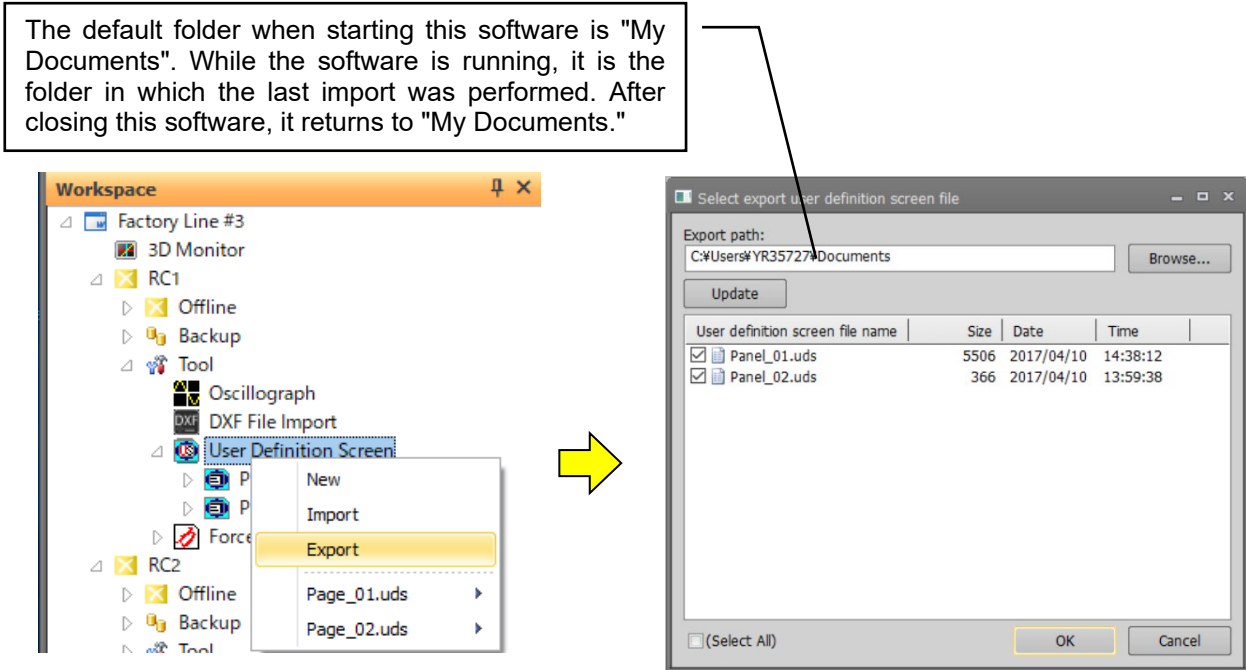 The default folder when starting this software is "My
Documents". While the software is running, it is the
folder in which the last import was performed. After
closing this software, it returns to "My Documents."
Workspace
Factory Line #3
3D Monitor
RC1
Offline
Backup
Tool
Oscillograph
DXF DXF File Import
User Definition Screen
P
P
Force
RC2
Offline
Backup
Tool
New
Import
Export
Page_01.uds
Page_02.uds
Select export user definition screen file
Export path:
C:¥Users¥YR35727¥Documents
Browse...
Update
User definition screen file name Size Date Time
Panel_01.uds 5506 2017/04/10 14:38:12
Panel_02.uds 366 2017/04/10 13:59:38
(Select All)
OK
Cancel